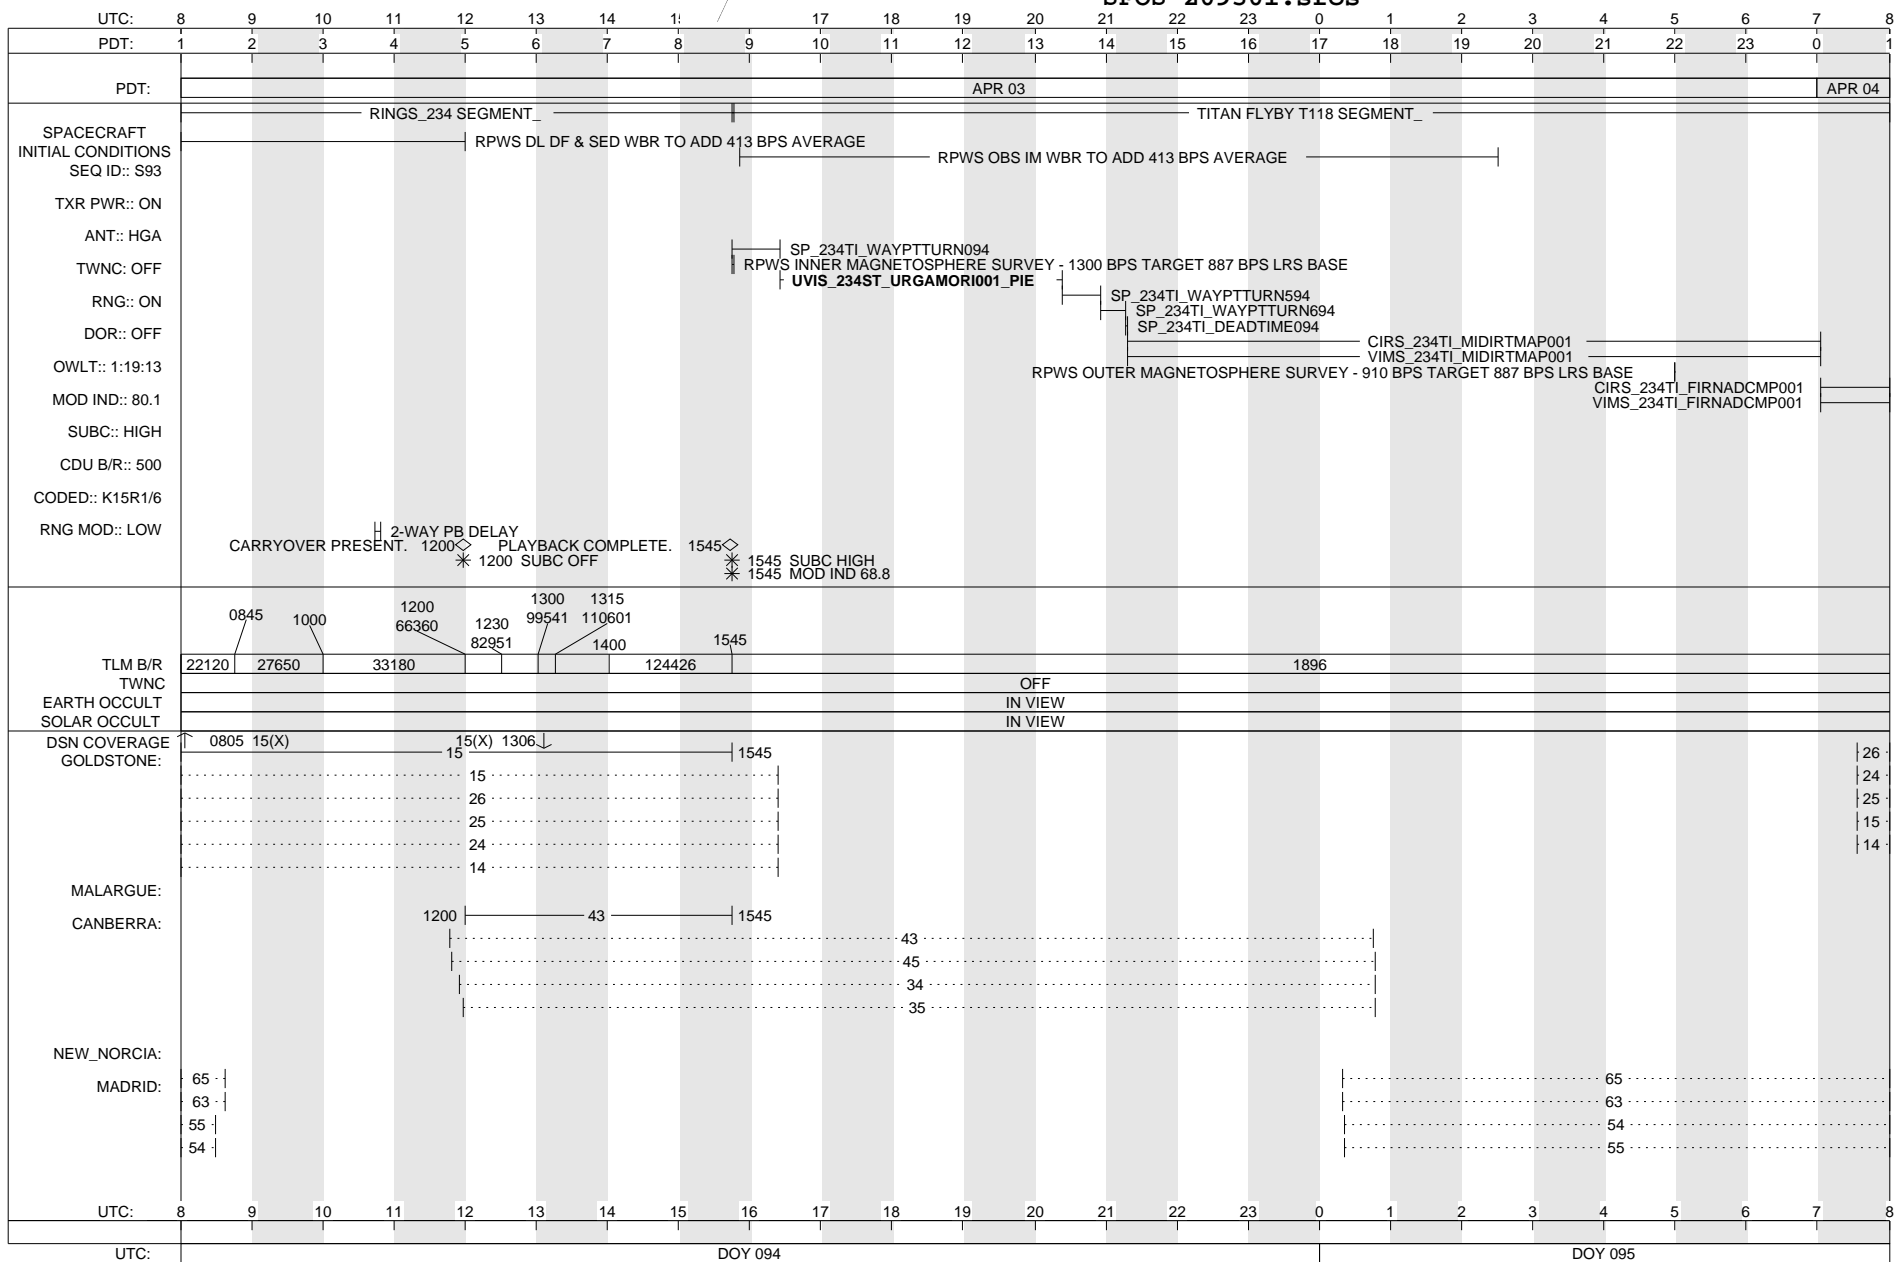 SFOS
UTC: 8 9 10 11 12 13 14 17 18 19 20 21 22 23 0 1 2 3 4 5 6 7 8
PDT: 1 2 3 4 5 6 7 8 9 10 11 12 13 14 15 16 17 18 19 20 21 22 23 0 1
PDT: APR 03 APR 04
RINGS_234 SEGMENT_ TITAN FLYBY T118 SEGMENT_
SPACECRAFT
INITIAL CONDITIONS
RPWS DL DF & SED WBR TO ADD 413 BPS AVERAGE
RPWS OBS IM WBR TO ADD 413 BPS AVERAGE
SEQ ID:: S93
TXR PWR:: ON
ANT:: HGA
SP_234TI_WAYPTTURN094
TWNC: OFF
RPWS INNER MAGNETOSPHERE SURVEY - 1300 BPS TARGET 887 BPS LRS BASE
UVIS_234ST_URGAMORI001_PIE
RNG:: ON
SP_234TI_WAYPTTURN594
SP_234TI_WAYPTTURN694
DOR:: OFF
SP_234TI_DEADTIME094
CIRS_234TI_MIDIRTMAP001
VIMS_234TI_MIDIRTMAP001
OWLT:: 1:19:13
RPWS OUTER MAGNETOSPHERE SURVEY - 910 BPS TARGET 887 BPS LRS BASE
CIRS_234TI_FIRNADCMP001
MOD IND:: 80.1
VIMS_234TI_FIRNADCMP001
SUBC:: HIGH
CDU B/R:: 500
CODED:: K15R1/6
RNG MOD:: LOW
2-WAY PB DELAY
CARRYOVER PRESENT. 1200 PLAYBACK COMPLETE. 1545
1200 SUBC OFF 1545 SUBC HIGH
1545 MOD IND 68.8
0845 1000 1200 1230 1300 1315 1400 1545
66360 82951 99541 110601
TLM B/R 22120 27650 33180 124426 1896
TWNC OFF
EARTH OCCULT IN VIEW
SOLAR OCCULT IN VIEW
DSN COVERAGE 0805 15(X) 15(X) 1306
GOLDSTONE: 15 1545 26
15 24
26 25
25 15
24 14
14
MALARGUE:
CANBERRA: 1200 43 1545
43
45
34
35
NEW_NORCIA:
MADRID: 65 65
63 63
55 54
54 55
UTC: 8 9 10 11 12 13 14 15 16 17 18 19 20 21 22 23 0 1 2 3 4 5 6 7 8
UTC: DOY 094 DOY 095